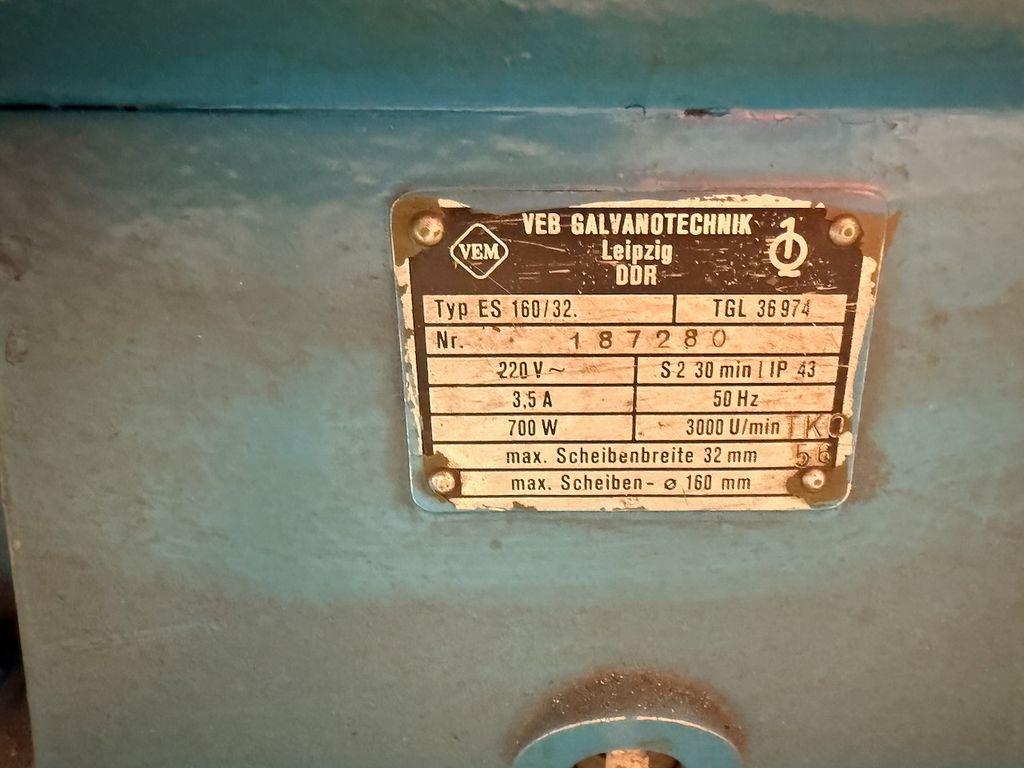 VEB GALVANOTECHNIK
VEM
Leipzig
DDR
Typ ES 160/32. TGL 36974
Nr. 187280
220 V~ S2 30 min | IP 43
3,5 A 50 Hz
700 W 3000 U/min TKO
max. Scheibenbreite 32 mm 56
max. Scheiben- ø 160 mm